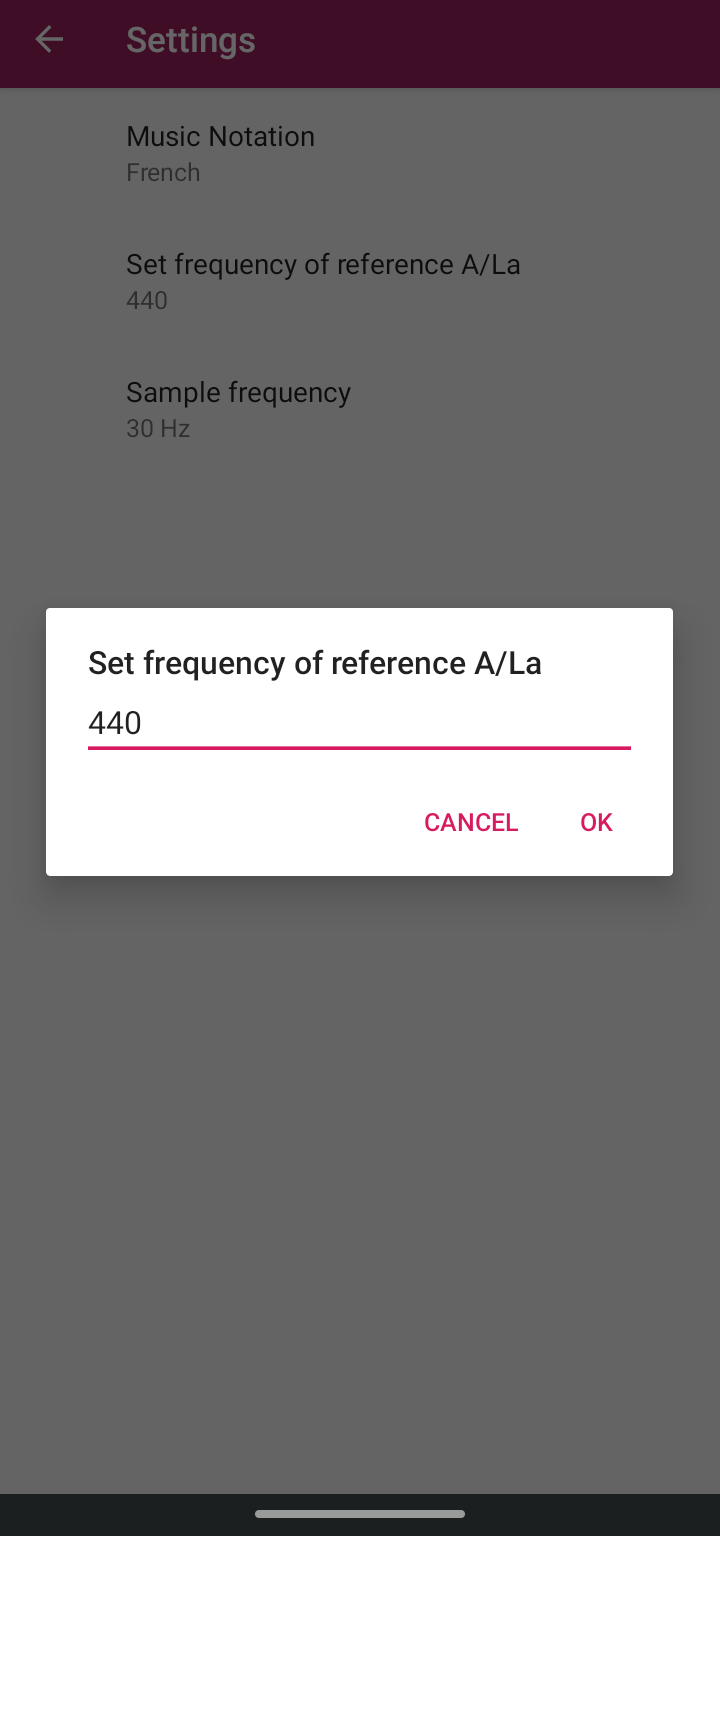 Settings
Music Notation
French
Set frequency of reference A/La
440
Sample frequency
30 Hz
Set frequency of reference A/La
440
CANCEL OK